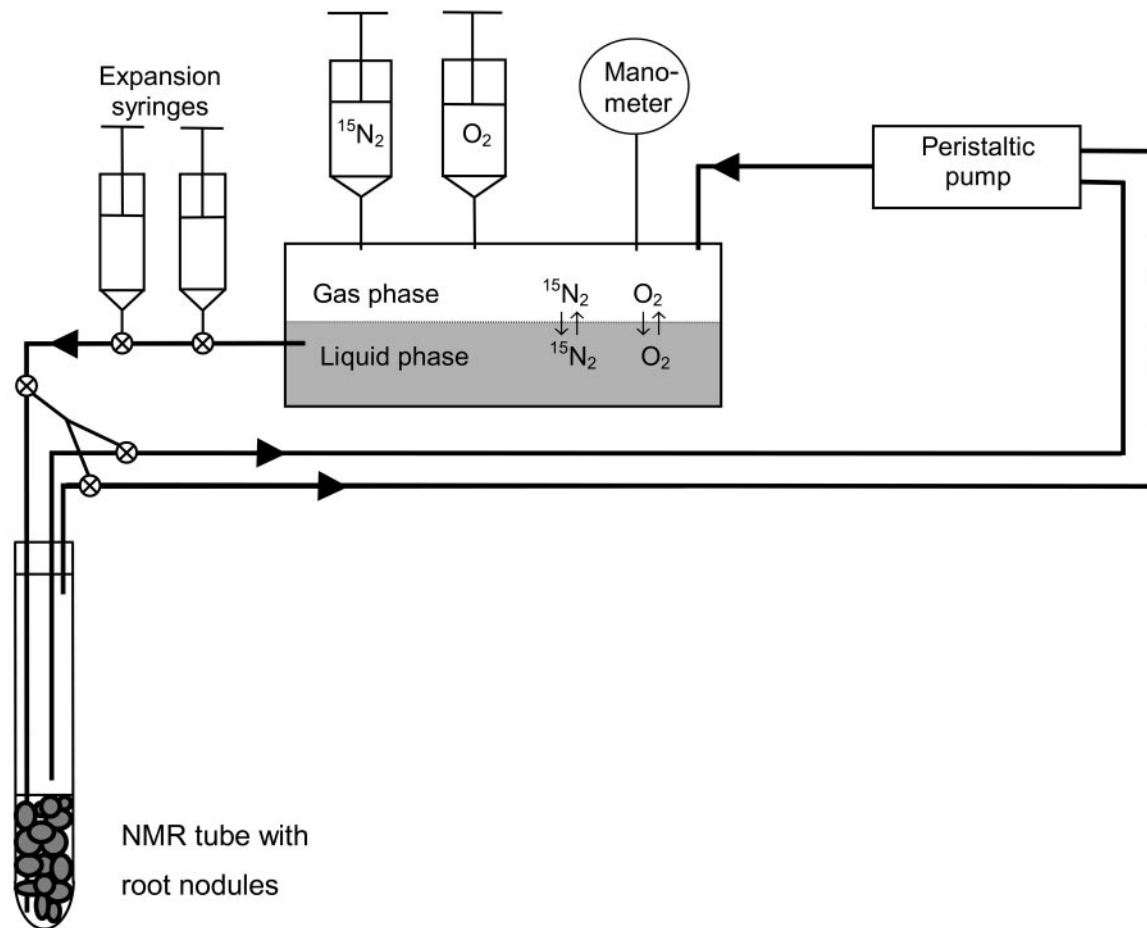 Expansion
syringes
¹⁵N₂
O₂
Mano-
meter
Peristaltic
pump
Gas phase
¹⁵N₂
O₂
Liquid phase
¹⁵N₂
O₂
NMR tube with
root nodules